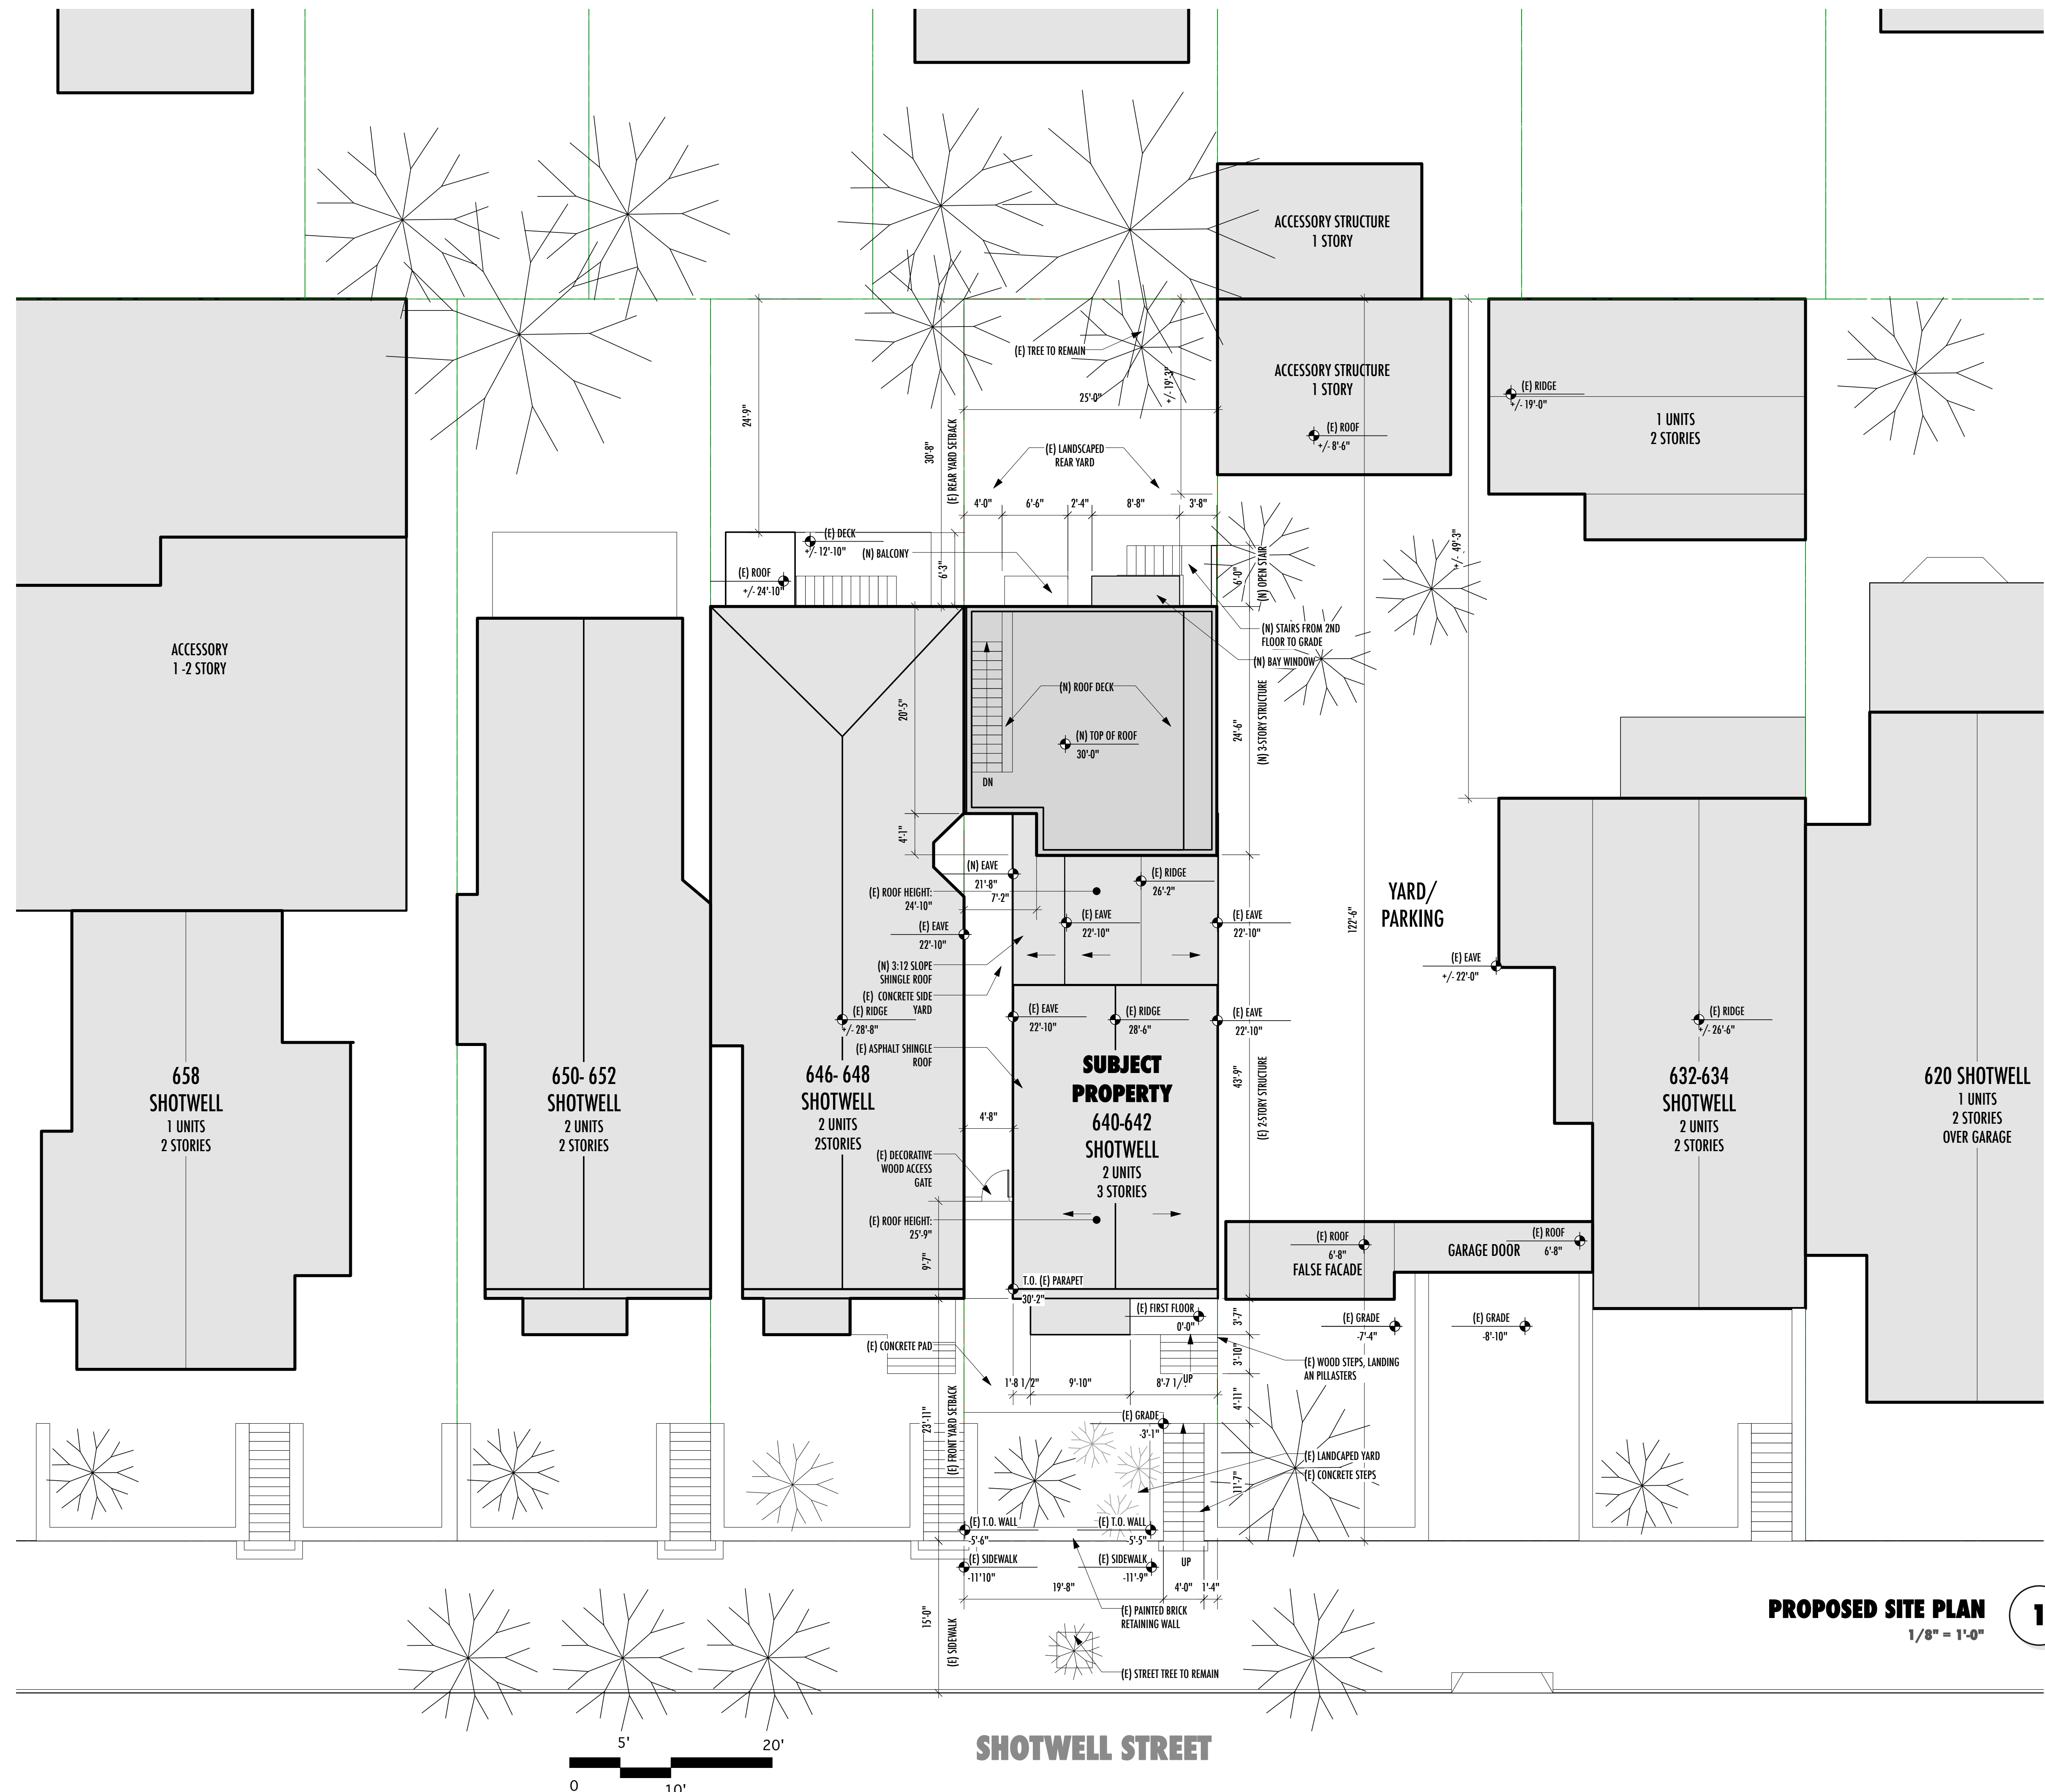 ACCESSORY STRUCTURE
1 STORY
(E) TREE TO REMAIN
+/- 19'-3"
ACCESSORY STRUCTURE
1 STORY
(E) ROOF
+/- 8'-6"
(E) RIDGE
+/- 19'-0"
1 UNITS
2 STORIES
24'-9"
30'-8"
(E) REAR YARD SETBACK
25'-0"
(E) LANDSCAPED
REAR YARD
4'-0"
6'-6"
2'-4"
8'-8"
3'-8"
(E) DECK
+/- 12'-10"
(N) BALCONY
(E) ROOF
+/- 24'-10"
6'-3"
6'-0"
(N) OPEN STAIR
+/- 49'-3"
(N) STAIRS FROM 2ND
FLOOR TO GRADE
(N) BAY WINDOW
ACCESSORY
1 -2 STORY
20'-5"
(N) ROOF DECK
(N) TOP OF ROOF
30'-0"
DN
24'-6"
(N) 3-STORY STRUCTURE
4'-1"
(N) EAVE
21'-8"
7'-2"
(E) ROOF HEIGHT:
24'-10"
(E) RIDGE
26'-2"
(E) EAVE
22'-10"
(E) EAVE
22'-10"
(E) EAVE
22'-10"
122'-6"
YARD/
PARKING
(E) EAVE
+/- 22'-0"
(N) 3:12 SLOPE
SHINGLE ROOF
(E) CONCRETE SIDE
YARD
(E) RIDGE
+/- 28'-8"
(E) EAVE
22'-10"
(E) RIDGE
28'-6"
(E) EAVE
22'-10"
(E) RIDGE
+/- 26'-6"
(E) ASPHALT SHINGLE
ROOF
658
SHOTWELL
1 UNITS
2 STORIES
650- 652
SHOTWELL
2 UNITS
2 STORIES
646- 648
SHOTWELL
2 UNITS
2STORIES
4'-8"
SUBJECT
PROPERTY
640-642
SHOTWELL
2 UNITS
3 STORIES
43'-9"
(E) 2-STORY STRUCTURE
632-634
SHOTWELL
2 UNITS
2 STORIES
620 SHOTWELL
1 UNITS
2 STORIES
OVER GARAGE
(E) DECORATIVE
WOOD ACCESS
GATE
(E) ROOF HEIGHT:
25'-9"
9'-7"
(E) ROOF
6'-8"
FALSE FACADE
GARAGE DOOR
(E) ROOF
6'-8"
T.O. (E) PARAPET
30'-2"
(E) FIRST FLOOR
0'-0"
3'-7"
(E) GRADE
-7'-4"
(E) GRADE
-8'-10"
(E) CONCRETE PAD
3'-10"
(E) WOOD STEPS, LANDING
AN PILLASTERS
1'-8 1/2"
9'-10"
8'-7 1/
UP
4'-11"
23'-11"
(E) FRONT YARD SETBACK
(E) GRADE
-3'-1"
(E) LANDCAPED YARD
(E) CONCRETE STEPS
11'-7"
(E) T.O. WALL
-5'-6"
(E) T.O. WALL
-5'-5"
(E) SIDEWALK
-11'10"
(E) SIDEWALK
-11'-9"
UP
19'-8"
4'-0"
1'-4"
15'-0"
(E) SIDEWALK
(E) PAINTED BRICK
RETAINING WALL
(E) STREET TREE TO REMAIN
PROPOSED SITE PLAN
1/8" = 1'-0"
1
SHOTWELL STREET
5'
20'
0
10'